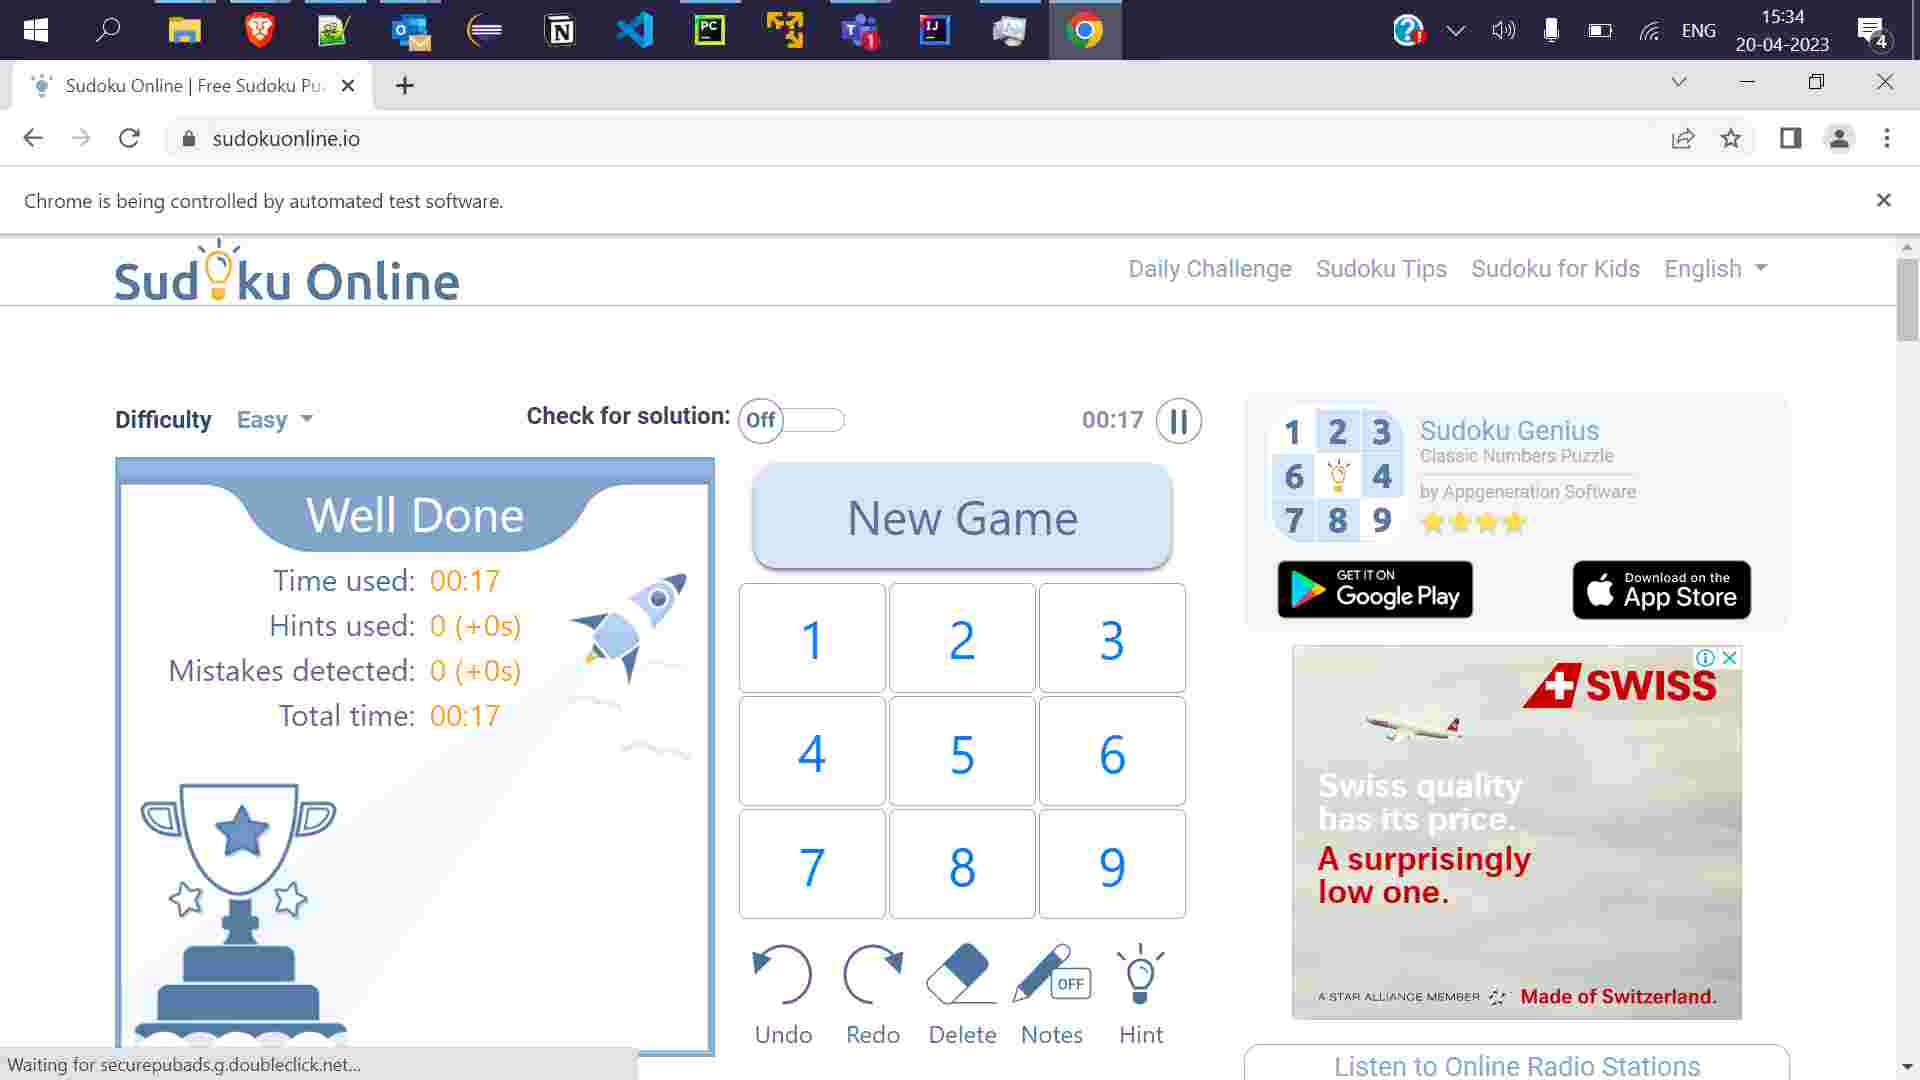 PC
1
IJ
ENG
15:34
20-04-2023
4
Sudoku Online | Free Sudoku Pu
sudokuonline.io
Chrome is being controlled by automated test software.
Sudoku Online
Daily Challenge
Sudoku Tips
Sudoku for Kids
English
Difficulty
Easy
Check for solution:
Off
00:17
Well Done
Time used: 00:17
Hints used: 0 (+0s)
Mistakes detected: 0 (+0s)
Total time: 00:17
New Game
1 2 3
4 5 6
7 8 9
Undo
Redo
Delete
OFF
Notes
Hint
1 2 3
6 4
7 8 9
Sudoku Genius
Classic Numbers Puzzle
by Appgeneration Software
GET IT ON
Google Play
Download on the
App Store
SWISS
Swiss quality
has its price.
A surprisingly
low one.
A STAR ALLIANCE MEMBER
Made of Switzerland.
Listen to Online Radio Stations
Waiting for securepubads.g.doubleclick.net...